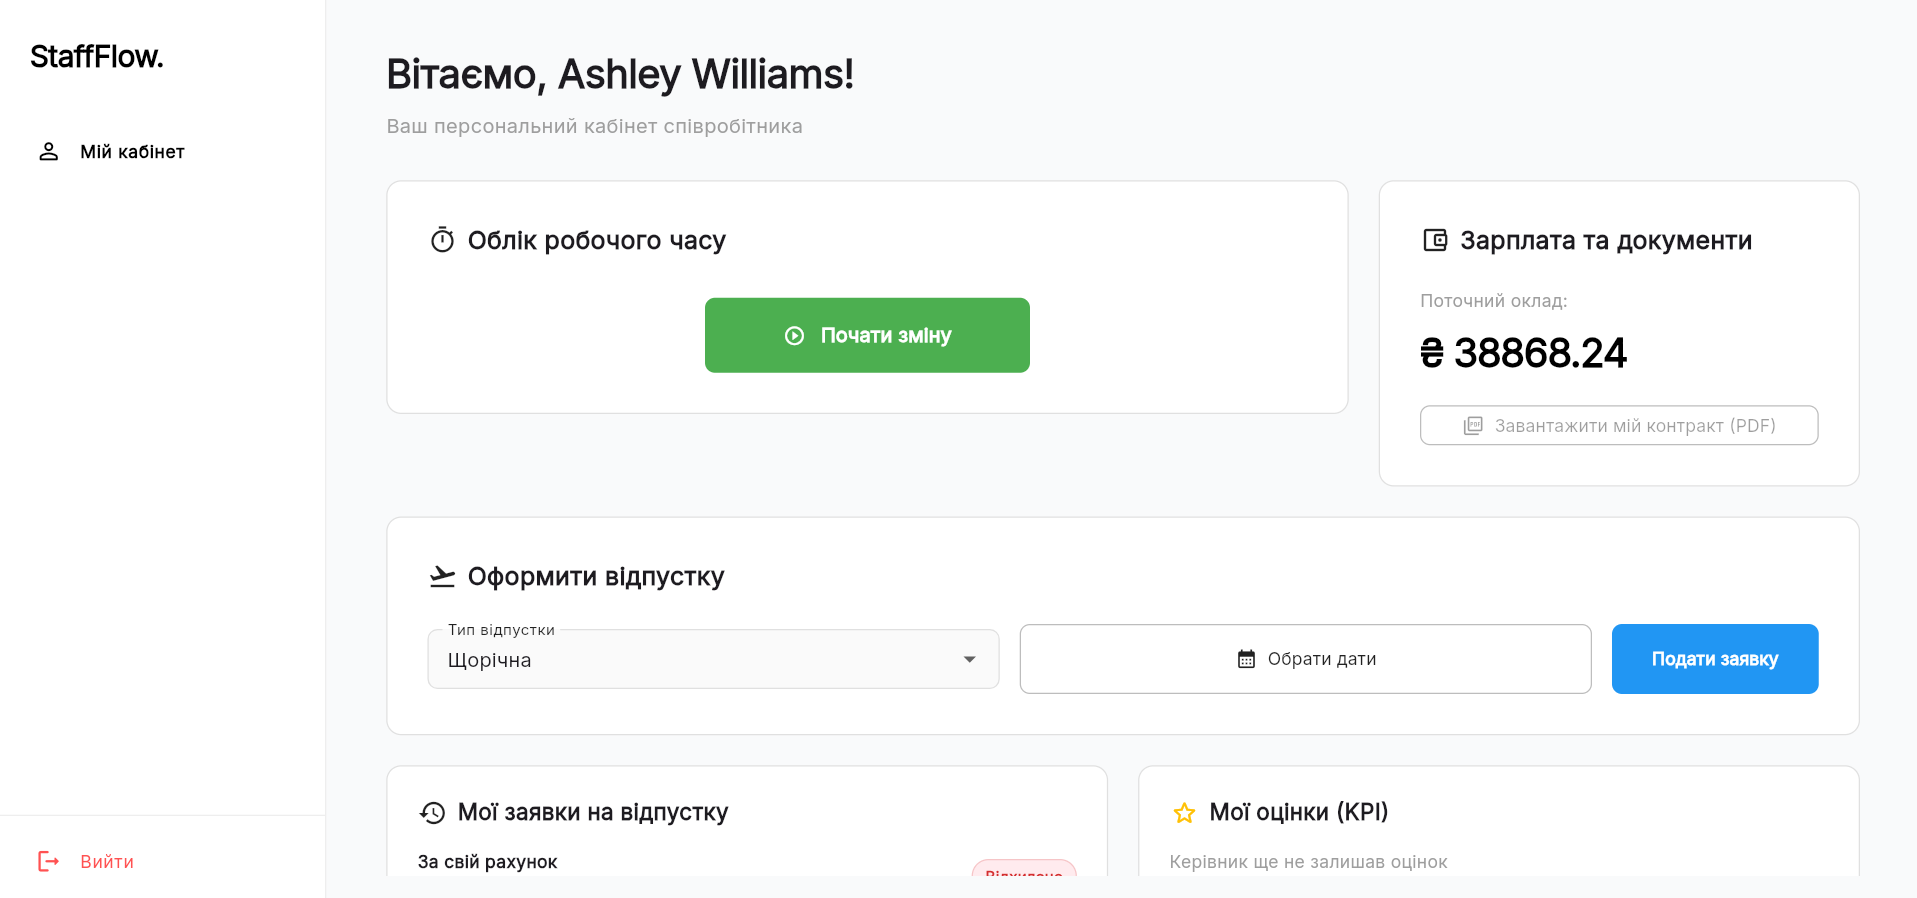 StaffFlow.
Мій кабінет
Вийти
Вітаємо, Ashley Williams!
Ваш персональний кабінет співробітника
Облік робочого часу
Почати зміну
Зарплата та документи
Поточний оклад:
₴ 38868.24
PDF Завантажити мій контракт (PDF)
Оформити відпустку
Тип відпустки
Щорічна
Обрати дати
Подати заявку
Мої заявки на відпустку
За свій рахунок
Відхилено
Мої оцінки (KPI)
Керівник ще не залишав оцінок